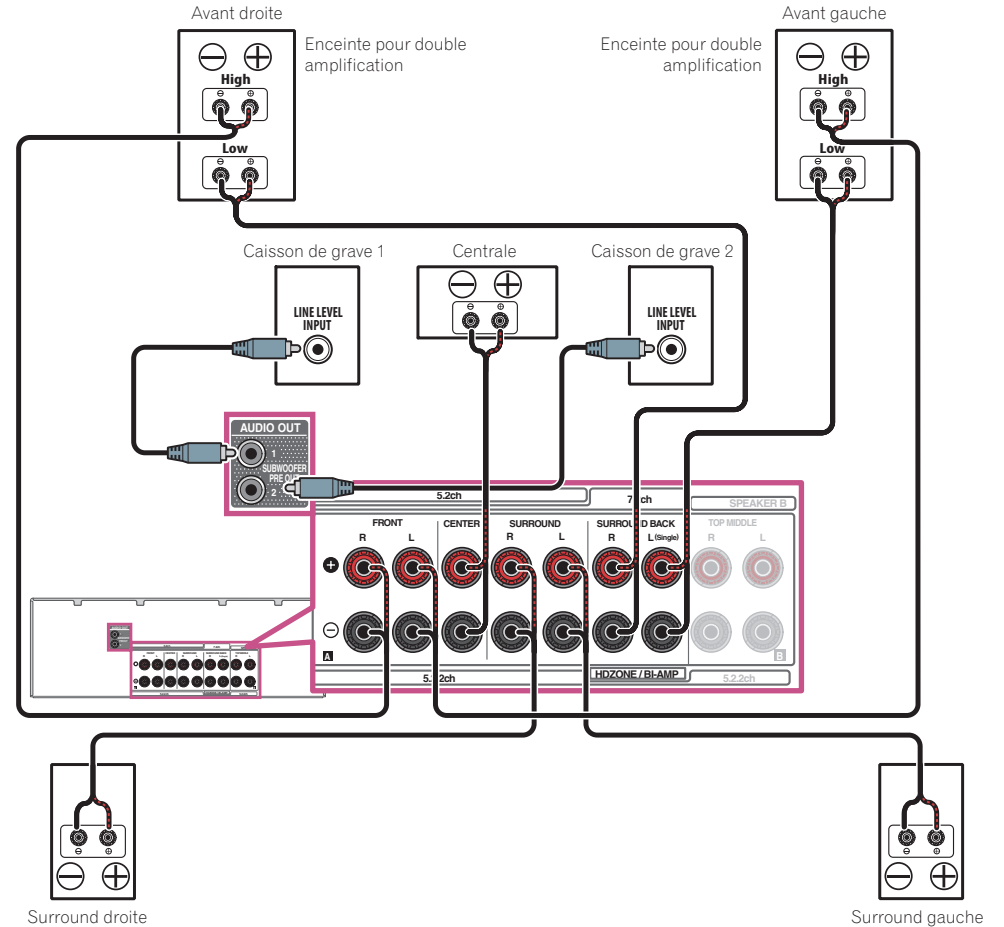 Avant droite
Avant gauche
Enceinte pour double
amplification
Enceinte pour double
amplification
High
Low
High
Low
Caisson de grave 1
Centrale
Caisson de grave 2
LINE LEVEL
INPUT
LINE LEVEL
INPUT
AUDIO OUT
1
SUBWOOFER
PRE OUT
2
5.2ch
SPEAKER B
FRONT
CENTER
SURROUND
SURROUND BACK
TOP MIDDLE
R
L
R
L
R
L (Single)
R
L
A
B
HDZONE / BI-AMP
5.2.2ch
Surround droite
Surround gauche